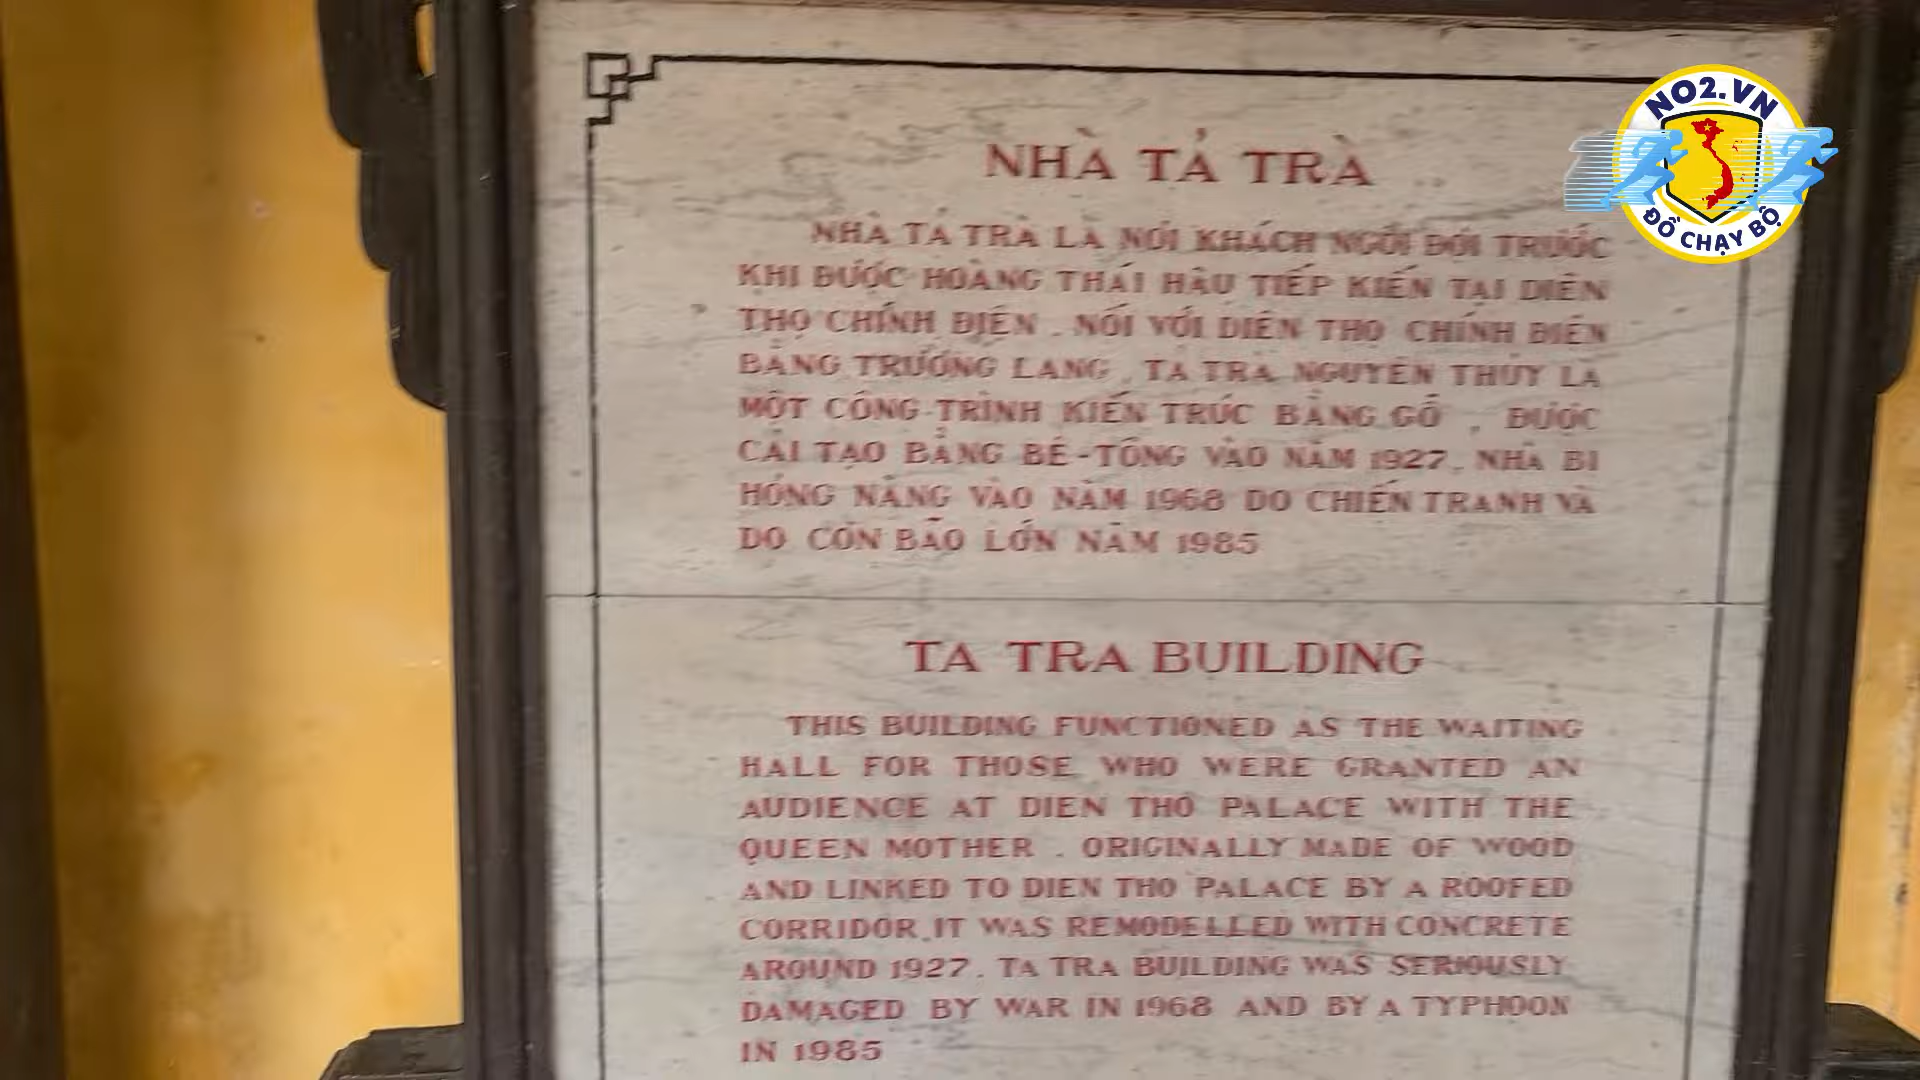 NO2.VN
ĐỒ CHẠY BỘ
NHÀ TẢ TRÀ
NHÀ TẢ TRÀ LÀ NƠI KHÁCH NGỒI ĐỢI TRƯỚC
KHI ĐƯỢC HOÀNG THÁI HẬU TIẾP KIẾN TẠI DIÊN
THỌ CHÍNH ĐIỆN . NỐI VỚI DIÊN THỌ CHÍNH ĐIỆN
BẰNG TRƯỜNG LANG , TẢ TRÀ NGUYÊN THỦY LÀ
MỘT CÔNG TRÌNH KIẾN TRÚC BẰNG GỖ , ĐƯỢC
CẢI TẠO BẰNG BÊ-TÔNG VÀO NĂM 1927. NHÀ BỊ
HỎNG NẶNG VÀO NĂM 1968 DO CHIẾN TRANH VÀ
DO CƠN BÃO LỚN NĂM 1985
TA TRA BUILDING
THIS BUILDING FUNCTIONED AS THE WAITING
HALL FOR THOSE WHO WERE GRANTED AN
AUDIENCE AT DIEN THO PALACE WITH THE
QUEEN MOTHER . ORIGINALLY MADE OF WOOD
AND LINKED TO DIEN THO PALACE BY A ROOFED
CORRIDOR.IT WAS REMODELLED WITH CONCRETE
AROUND 1927. TA TRA BUILDING WAS SERIOUSLY
DAMAGED BY WAR IN 1968 AND BY A TYPHOON
IN 1985